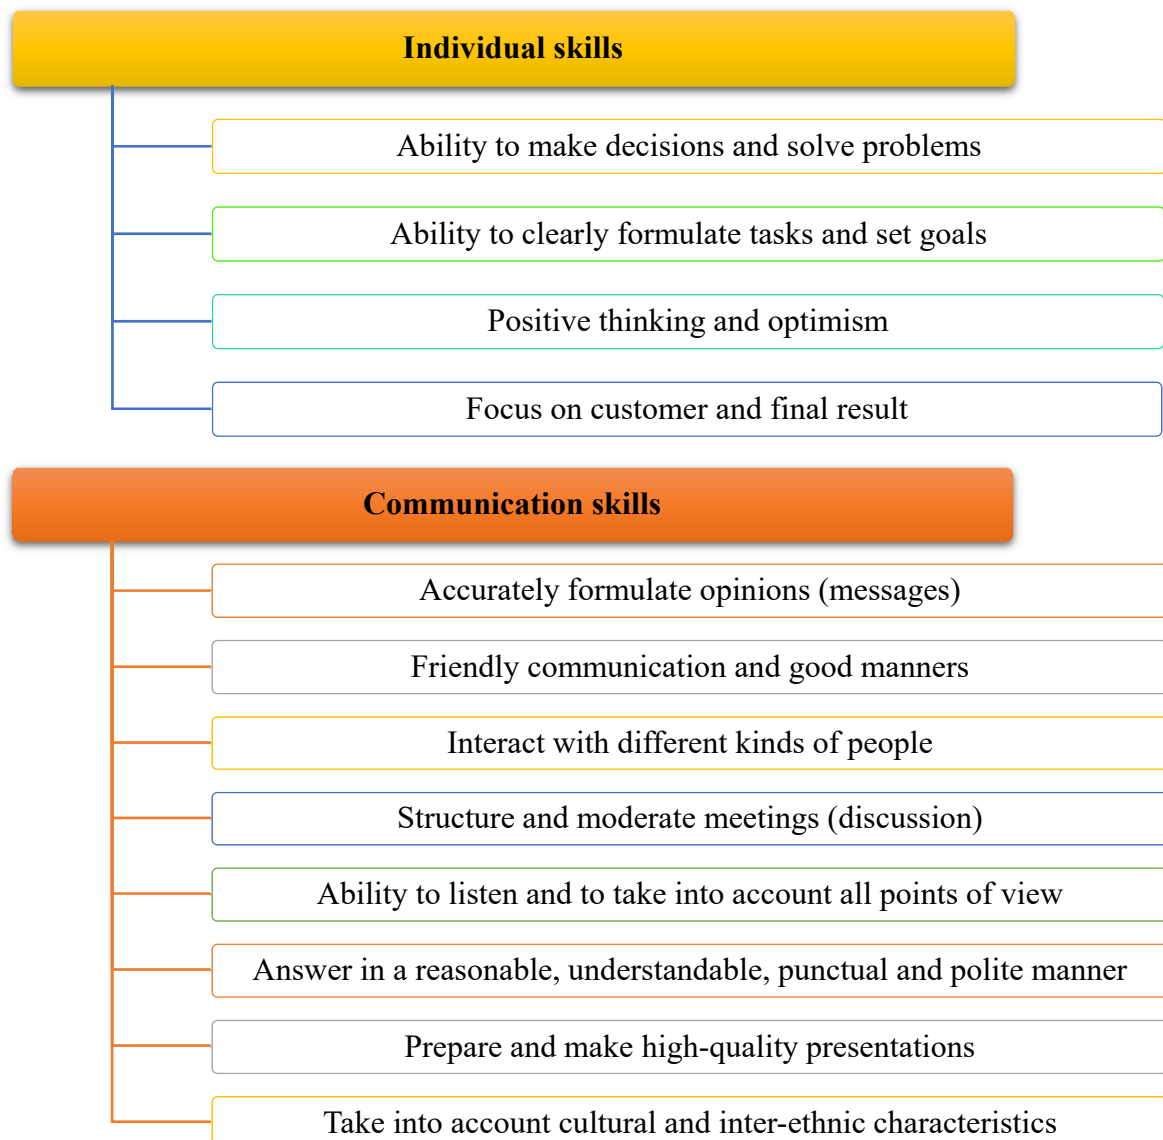 Individual skills
Ability to make decisions and solve problems
Ability to clearly formulate tasks and set goals
Positive thinking and optimism
Focus on customer and final result
Communication skills
Accurately formulate opinions (messages)
Friendly communication and good manners
Interact with different kinds of people
Structure and moderate meetings (discussion)
Ability to listen and to take into account all points of view
Answer in a reasonable, understandable, punctual and polite manner
Prepare and make high-quality presentations
Take into account cultural and inter-ethnic characteristics